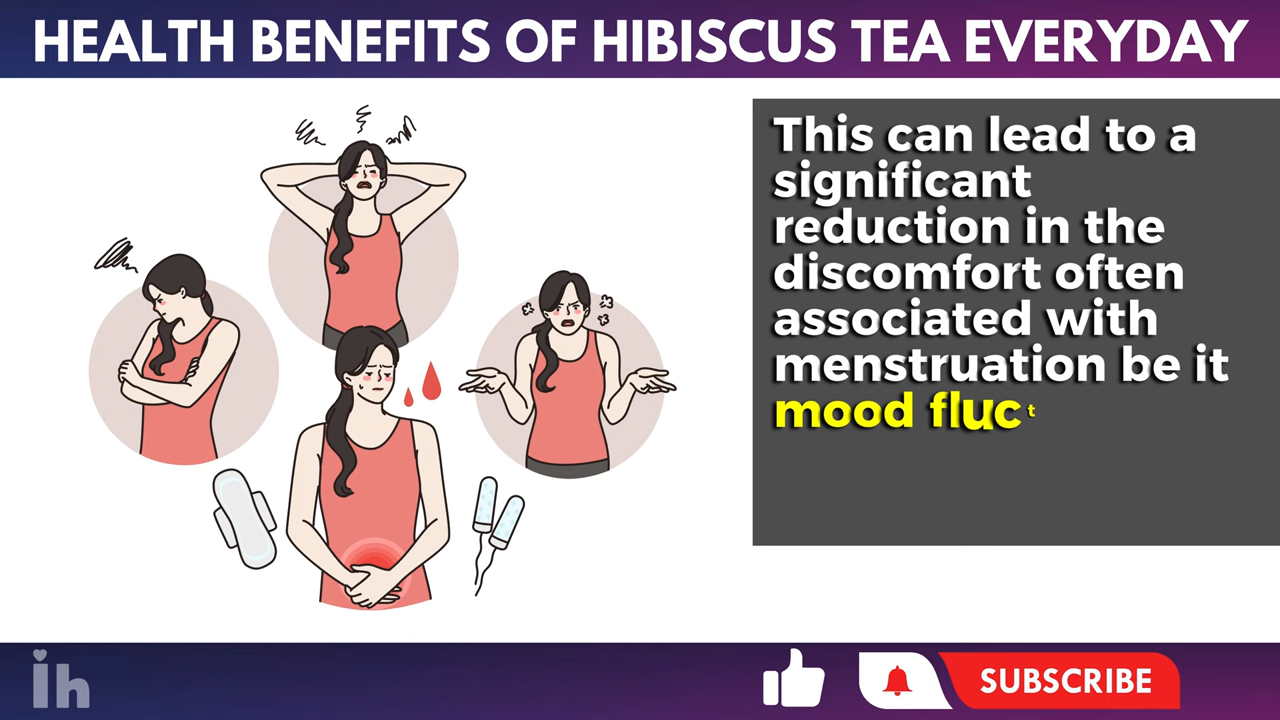 HEALTH BENEFITS OF HIBISCUS TEA EVERYDAY
This can lead to a
significant
reduction in the
discomfort often
associated with
menstruation be it
mood fluct
ih
SUBSCRIBE